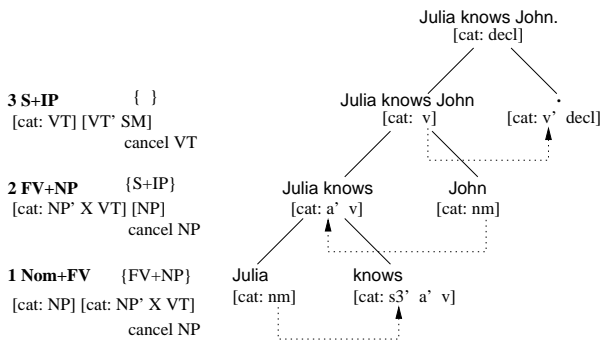 Julia knows John.
[cat: decl]
3 S+IP { }
[cat: VT] [VT' SM]
cancel VT
Julia knows John
[cat: v]
.
[cat: v' decl]
2 FV+NP {S+IP}
[cat: NP' X VT] [NP]
cancel NP
Julia knows
[cat: a' v]
John
[cat: nm]
1 Nom+FV {FV+NP}
[cat: NP] [cat: NP' X VT]
cancel NP
Julia
[cat: nm]
knows
[cat: s3' a' v]